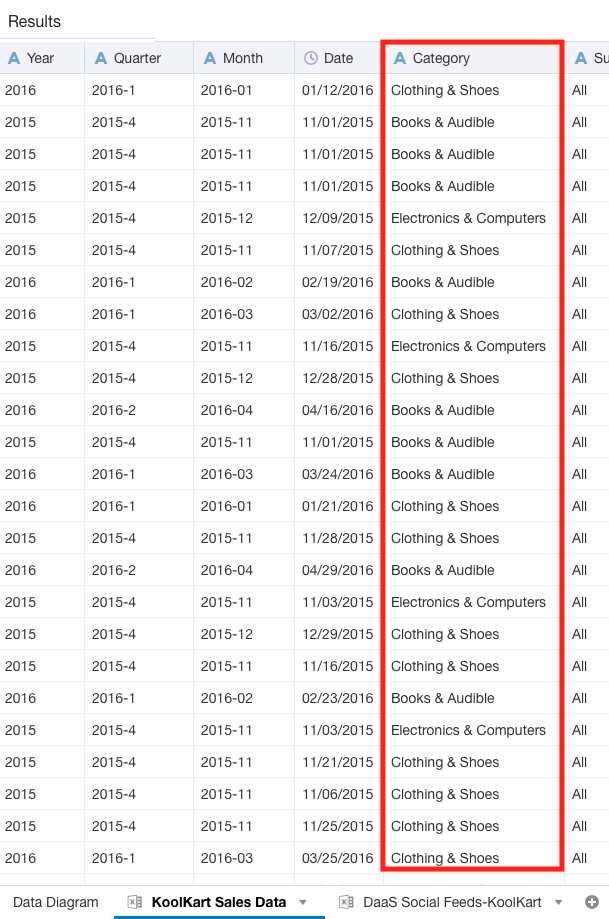 Results
Year Quarter Month Date Category Su
2016 2016-1 2016-01 01/12/2016 Clothing & Shoes All
2015 2015-4 2015-11 11/01/2015 Books & Audible All
2015 2015-4 2015-11 11/01/2015 Books & Audible All
2015 2015-4 2015-11 11/01/2015 Books & Audible All
2015 2015-4 2015-12 12/09/2015 Electronics & Computers All
2015 2015-4 2015-11 11/07/2015 Clothing & Shoes All
2016 2016-1 2016-02 02/19/2016 Books & Audible All
2016 2016-1 2016-03 03/02/2016 Clothing & Shoes All
2015 2015-4 2015-11 11/16/2015 Electronics & Computers All
2015 2015-4 2015-12 12/28/2015 Clothing & Shoes All
2016 2016-2 2016-04 04/16/2016 Books & Audible All
2015 2015-4 2015-11 11/01/2015 Books & Audible All
2016 2016-1 2016-03 03/24/2016 Books & Audible All
2016 2016-1 2016-01 01/21/2016 Clothing & Shoes All
2015 2015-4 2015-11 11/28/2015 Clothing & Shoes All
2016 2016-2 2016-04 04/29/2016 Books & Audible All
2015 2015-4 2015-11 11/03/2015 Electronics & Computers All
2015 2015-4 2015-12 12/29/2015 Clothing & Shoes All
2015 2015-4 2015-11 11/16/2015 Clothing & Shoes All
2016 2016-1 2016-02 02/23/2016 Books & Audible All
2015 2015-4 2015-11 11/03/2015 Electronics & Computers All
2015 2015-4 2015-11 11/21/2015 Clothing & Shoes All
2015 2015-4 2015-11 11/06/2015 Clothing & Shoes All
2015 2015-4 2015-11 11/25/2015 Clothing & Shoes All
2016 2016-1 2016-03 03/25/2016 Clothing & Shoes All
Data Diagram KoolKart Sales Data DaaS Social Feeds-KoolKart